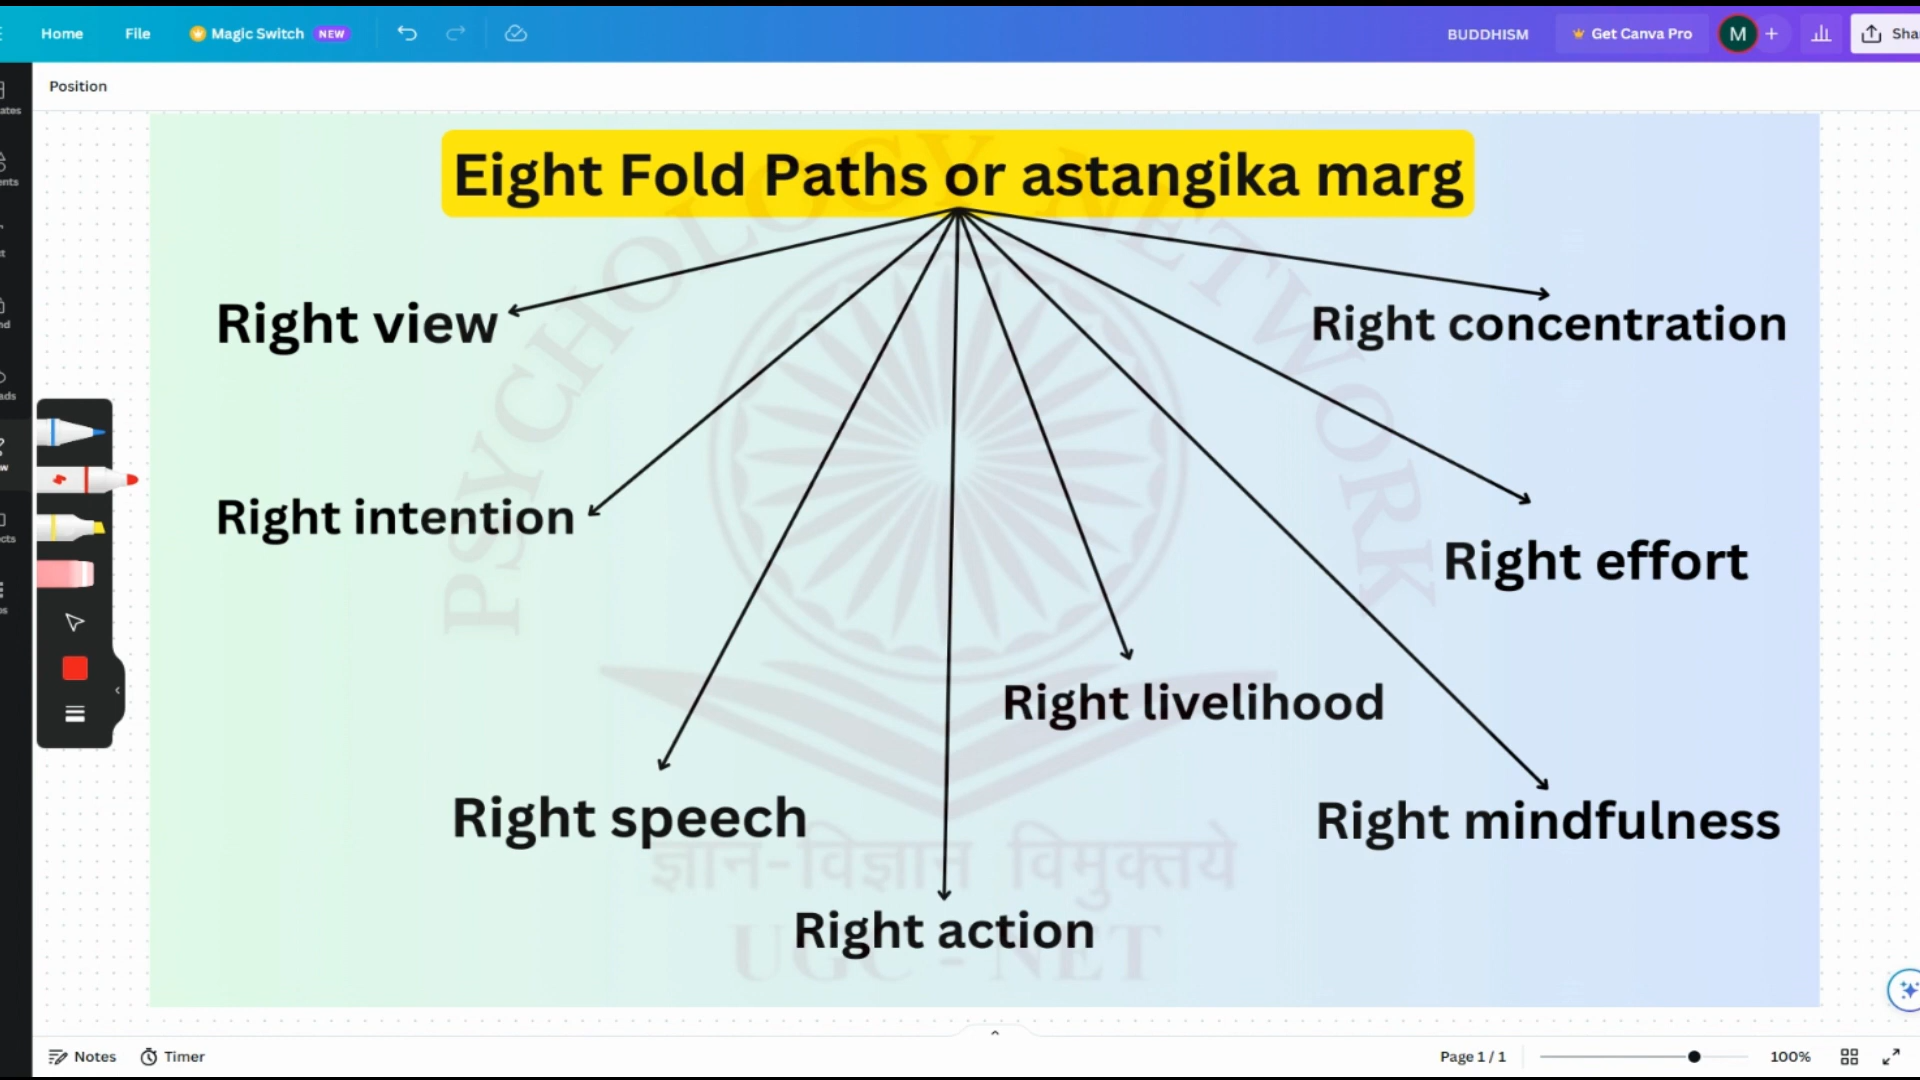 Home File Magic Switch NEW BUDDHISM Get Canva Pro M
Position
Eight Fold Paths or astangika marg
Right view
Right concentration
Right intention
Right effort
Right livelihood
Right speech
Right mindfulness
Right action
PSYCHOLOGY NETWORK
ज्ञान-विज्ञान विमुक्तये
UGC - NET
Notes Timer Page 1 / 1 100%